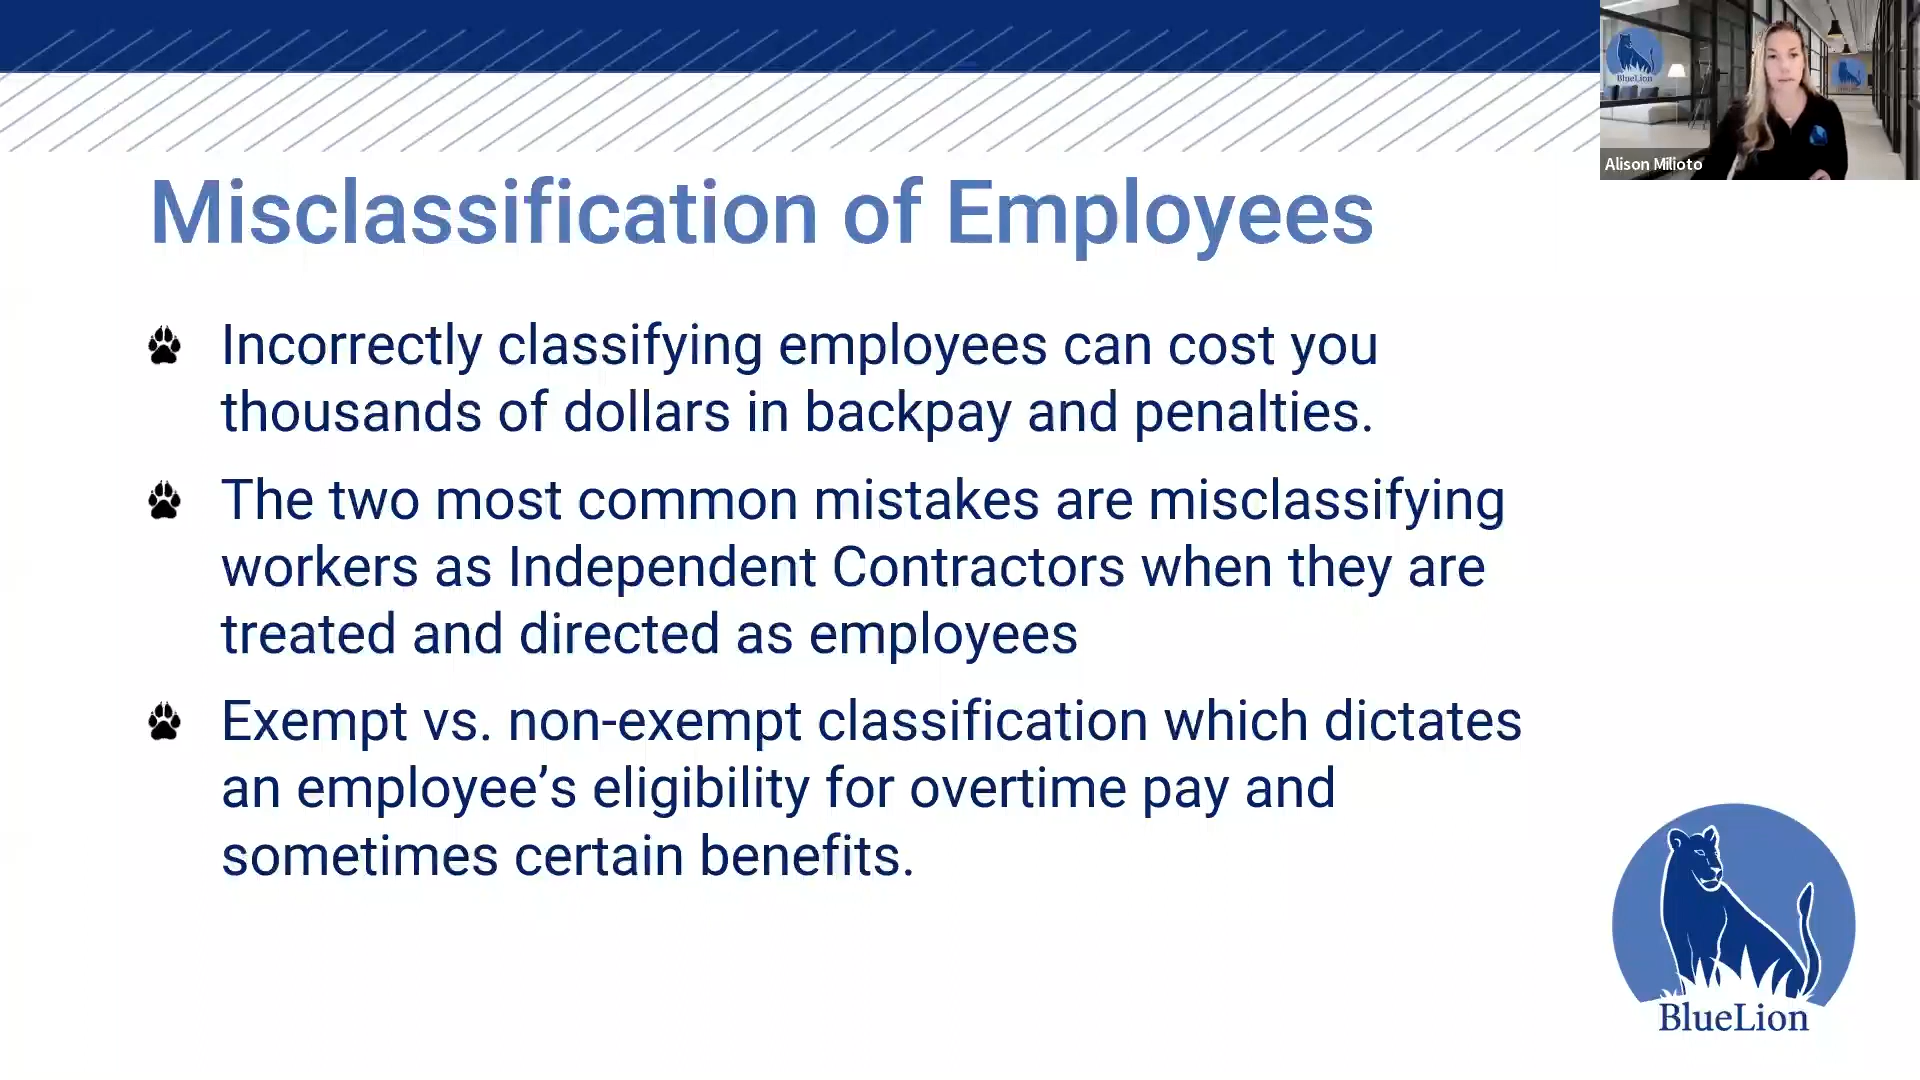 Misclassification of Employees
Incorrectly classifying employees can cost you
thousands of dollars in backpay and penalties.
The two most common mistakes are misclassifying
workers as Independent Contractors when they are
treated and directed as employees
Exempt vs. non-exempt classification which dictates
an employee’s eligibility for overtime pay and
sometimes certain benefits.
BlueLion
Alison Milioto
BlueLion